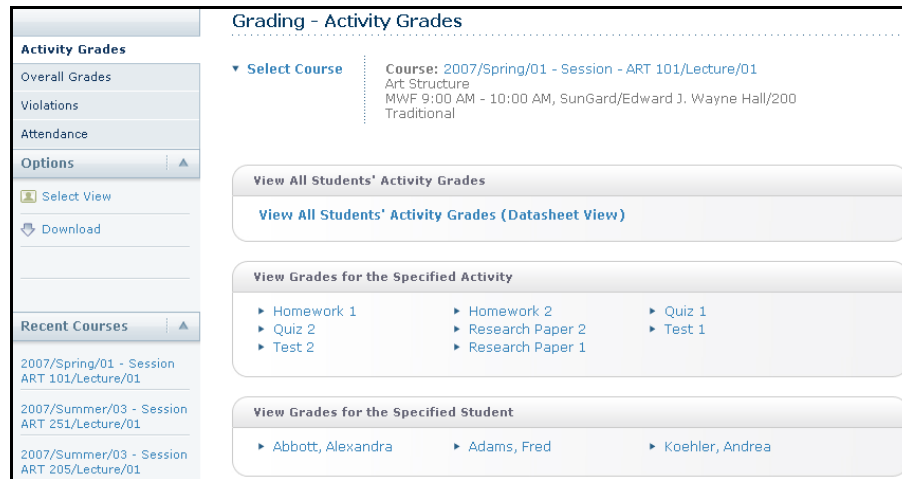 Grading - Activity Grades
Activity Grades
Overall Grades
Violations
Attendance
Options
Select View
Download
Recent Courses
2007/Spring/01 - Session
ART 101/Lecture/01
2007/Summer/03 - Session
ART 251/Lecture/01
2007/Summer/03 - Session
ART 205/Lecture/01
Select Course
Course: 2007/Spring/01 - Session - ART 101/Lecture/01
Art Structure
MWF 9:00 AM - 10:00 AM, SunGard/Edward J. Wayne Hall/200
Traditional
View All Students' Activity Grades
View All Students' Activity Grades (Datasheet View)
View Grades for the Specified Activity
Homework 1 Homework 2 Quiz 1
Quiz 2 Research Paper 2 Test 1
Test 2 Research Paper 1
View Grades for the Specified Student
Abbott, Alexandra Adams, Fred Koehler, Andrea